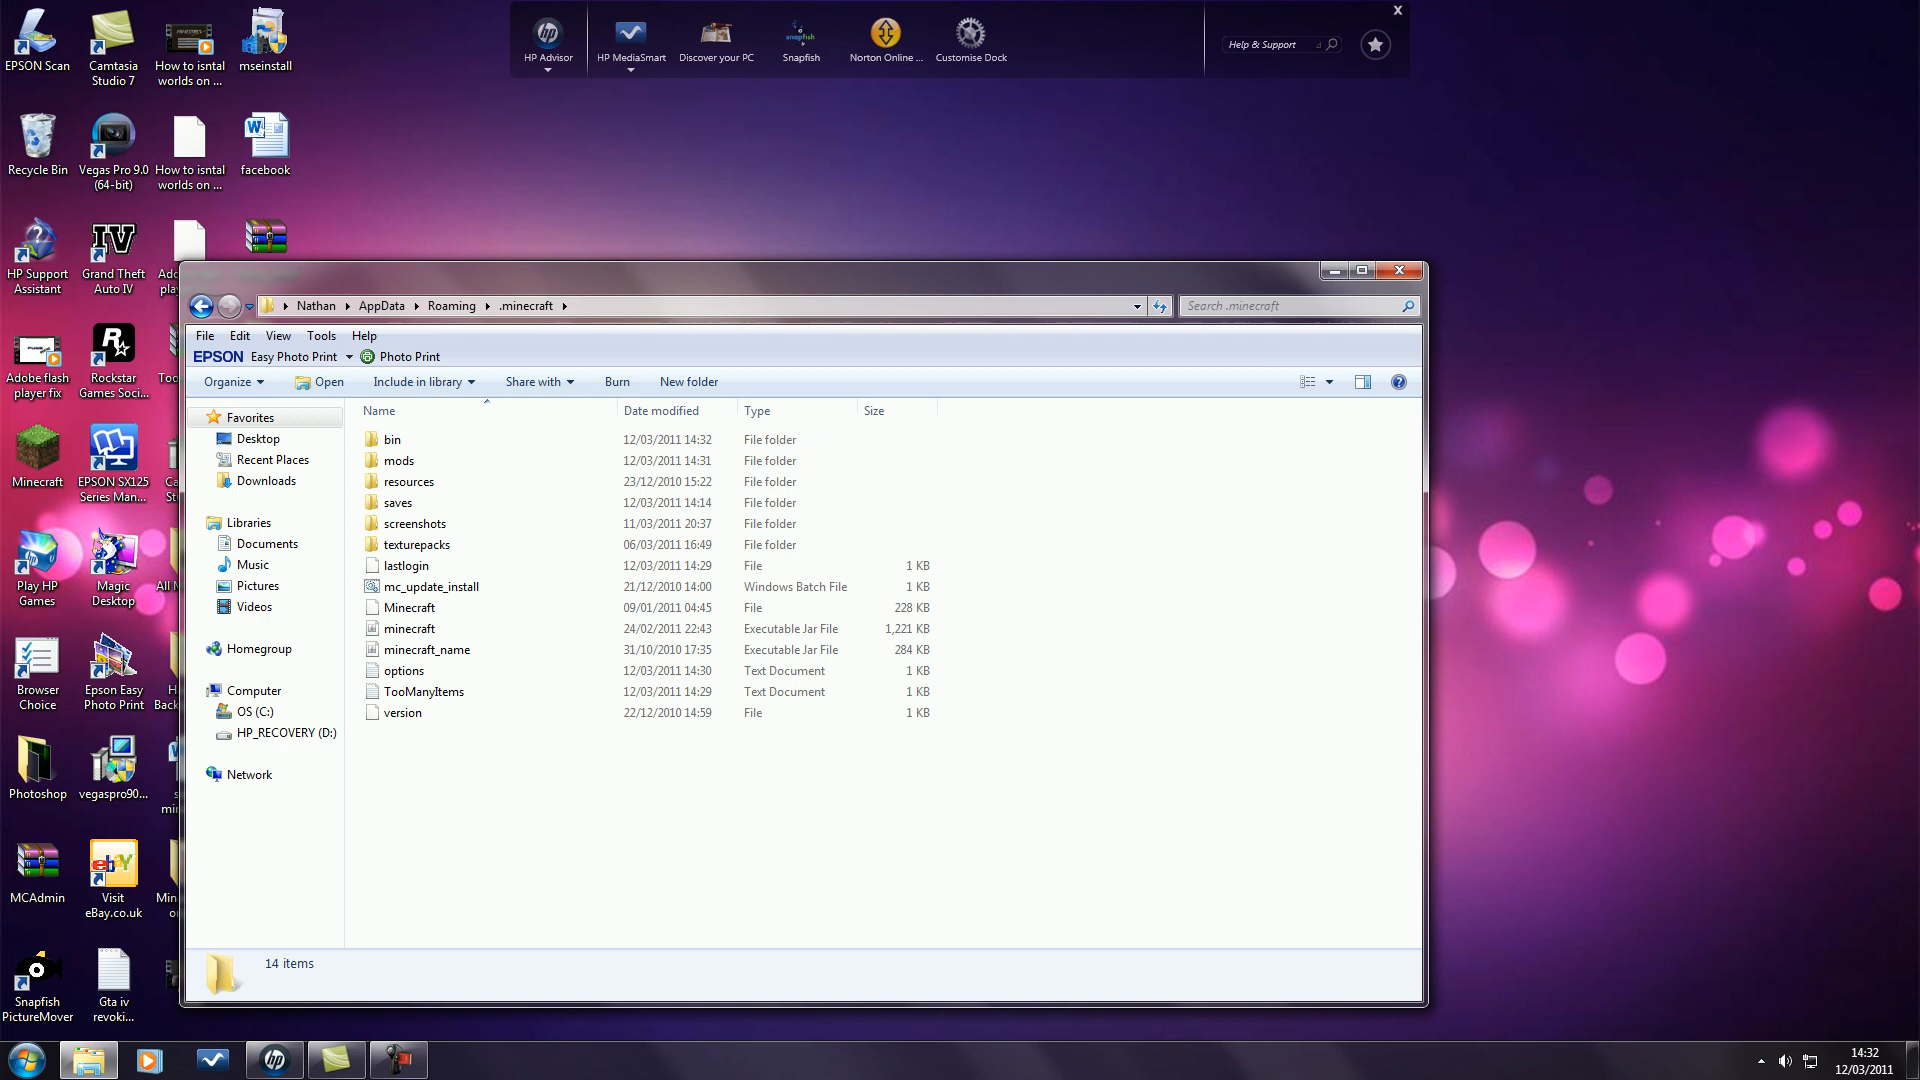 EPSON Scan
Camtasia
Studio 7
How to isntal
worlds on ...
mseinstall
Recycle Bin
Vegas Pro 9.0
(64-bit)
How to isntal
worlds on ...
facebook
HP Support
Assistant
Grand Theft
Auto IV
Adobe flash
player fix
Rockstar
Games Soci...
Minecraft
EPSON SX125
Series Man...
Play HP
Games
Magic
Desktop
Browser
Choice
Epson Easy
Photo Print
Photoshop
vegaspro90...
MCAdmin
Visit
eBay.co.uk
Snapfish
PictureMover
Gta iv
revoki...
HP Advisor
HP MediaSmart
Discover your PC
snapfish
Snapfish
Norton Online ...
Customise Dock
Help & Support
X
Nathan
AppData
Roaming
.minecraft
Search .minecraft
File Edit View Tools Help
EPSON Easy Photo Print Photo Print
Organize Open Include in library Share with Burn New folder
Favorites
Desktop
Recent Places
Downloads
Libraries
Documents
Music
Pictures
Videos
Homegroup
Computer
OS (C:)
HP_RECOVERY (D:)
Network
Name Date modified Type Size
bin 12/03/2011 14:32 File folder
mods 12/03/2011 14:31 File folder
resources 23/12/2010 15:22 File folder
saves 12/03/2011 14:14 File folder
screenshots 11/03/2011 20:37 File folder
texturepacks 06/03/2011 16:49 File folder
lastlogin 12/03/2011 14:29 File 1 KB
mc_update_install 21/12/2010 14:00 Windows Batch File 1 KB
Minecraft 09/01/2011 04:45 File 228 KB
minecraft 24/02/2011 22:43 Executable Jar File 1,221 KB
minecraft_name 31/10/2010 17:35 Executable Jar File 284 KB
options 12/03/2011 14:30 Text Document 1 KB
TooManyItems 12/03/2011 14:29 Text Document 1 KB
version 22/12/2010 14:59 File 1 KB
14 items
14:32
12/03/2011